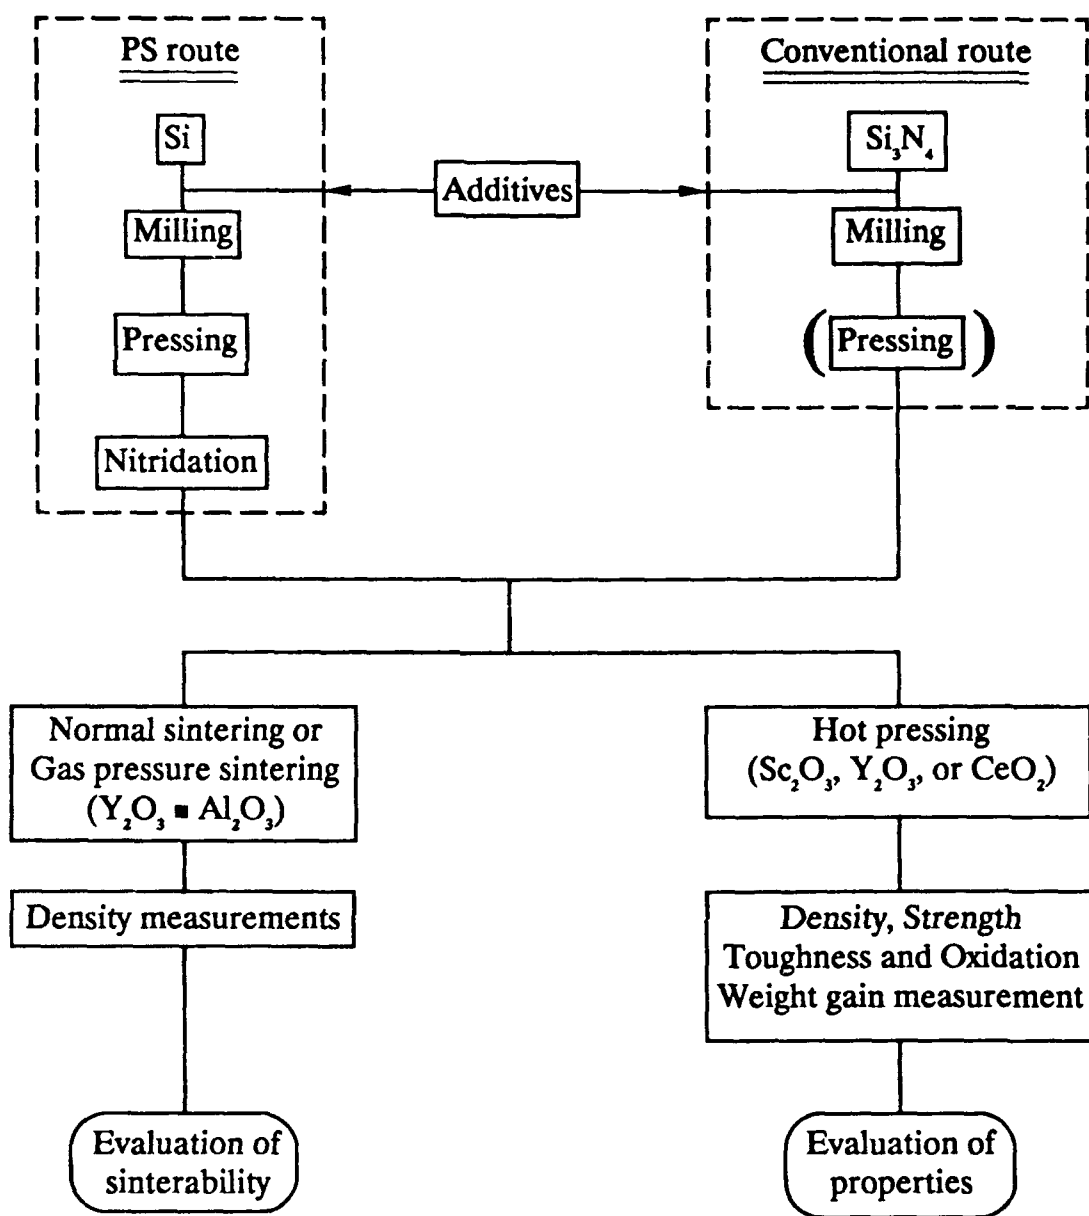 PS route
Conventional route
Si
Si₃N₄
Additives
Milling
Milling
Pressing
(Pressing)
Nitridation
Normal sintering or
Gas pressure sintering
(Y₂O₃ ▪ Al₂O₃)
Hot pressing
(Sc₂O₃, Y₂O₃, or CeO₂)
Density measurements
Density, Strength
Toughness and Oxidation
Weight gain measurement
Evaluation of
sinterability
Evaluation of
properties